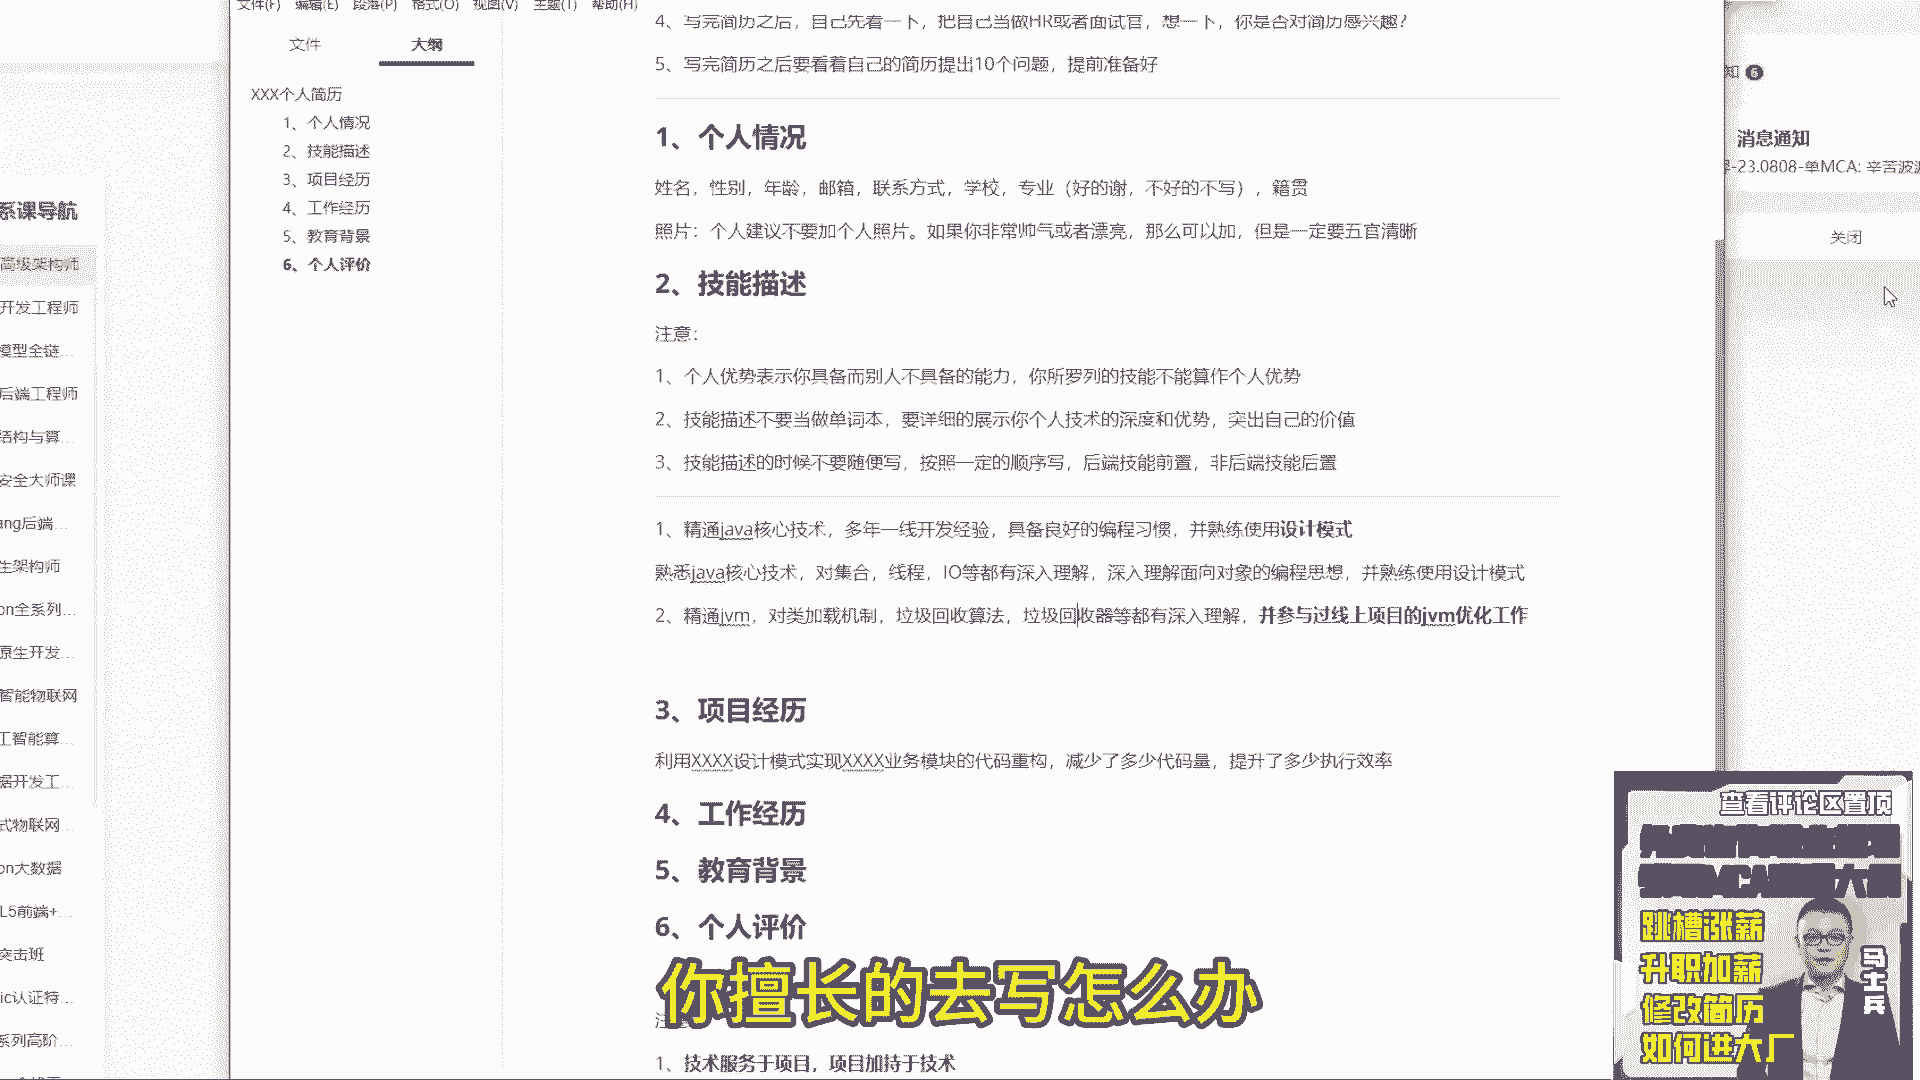 文件(F) 编辑(E) 段落(P) 格式(O) 视图(V) 主题(T) 帮助(H)
文件
大纲
XXX个人简历
1、个人情况
2、技能描述
3、项目经历
4、工作经历
5、教育背景
6、个人评价
4、写完简历之后，自己先看一下，把自己当做HR或者面试官，想一下，你是否对简历感兴趣？
5、写完简历之后要看着自己的简历提出10个问题，提前准备好
1、个人情况
姓名，性别，年龄，邮箱，联系方式，学校，专业（好的谢，不好的不写），籍贯
照片：个人建议不要加个人照片。如果你非常帅气或者漂亮，那么可以加，但是一定要五官清晰
2、技能描述
注意：
1、个人优势表示你具备而别人不具备的能力，你所罗列的技能不能算作个人优势
2、技能描述不要当做单词本，要详细的展示你个人技术的深度和优势，突出自己的价值
3、技能描述的时候不要随便写，按照一定的顺序写，后端技能前置，非后端技能后置
1、精通java核心技术，多年一线开发经验，具备良好的编程习惯，并熟练使用设计模式
熟悉java核心技术，对集合，线程，IO等都有深入理解，深入理解面向对象的编程思想，并熟练使用设计模式
2、精通jvm，对类加载机制，垃圾回收算法，垃圾回收器等都有深入理解，并参与过线上项目的jvm优化工作
3、项目经历
利用XXXX设计模式实现XXXX业务模块的代码重构，减少了多少代码量，提升了多少执行效率
4、工作经历
5、教育背景
6、个人评价
你擅长的去写怎么办
1、技术服务于项目，项目加持于技术
系课导航
高级架构师
开发工程师
模型全链...
后端工程师
结构与算...
安全大师课
ang后端...
生架构师
on全系列...
原生开发...
智能物联网
工智能算...
据开发工...
式物联网...
on大数据
L5前端+...
突击班
ic认证特...
系列高阶...
知 6
消息通知
-23.0808-单MCA: 辛苦波波
关闭
查看评论区置顶
跳槽涨薪
升职加薪
修改简历
如何进大厂
马士兵